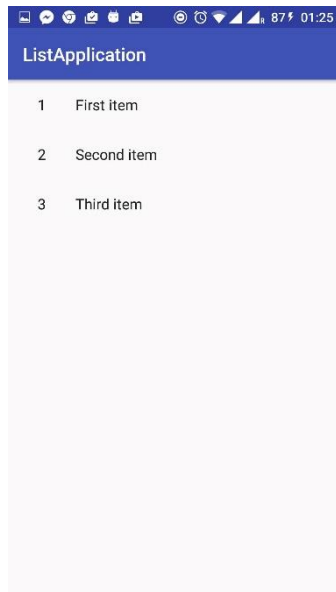 R 87 01:25
ListApplication
1 First item
2 Second item
3 Third item